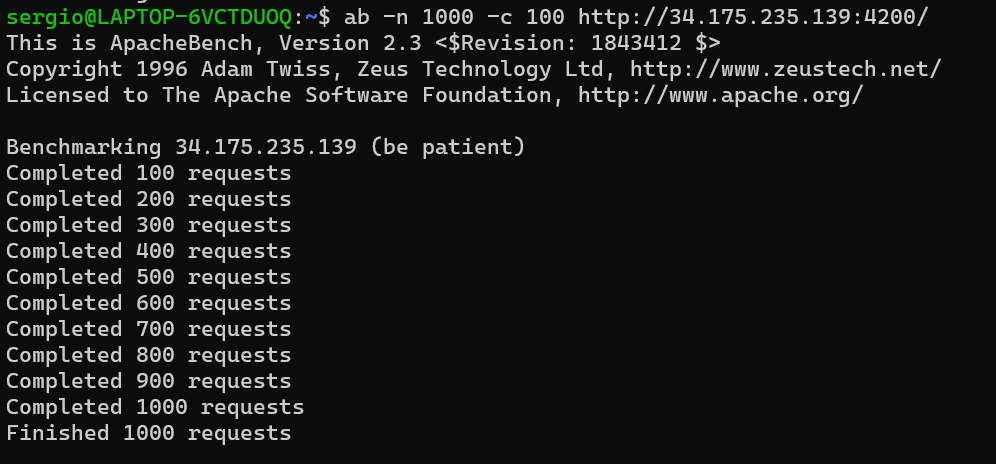 sergio@LAPTOP-6VCTDUOQ:~$ ab -n 1000 -c 100 http://34.175.235.139:4200/
This is ApacheBench, Version 2.3 <$Revision: 1843412 $>
Copyright 1996 Adam Twiss, Zeus Technology Ltd, http://www.zeustech.net/
Licensed to The Apache Software Foundation, http://www.apache.org/

Benchmarking 34.175.235.139 (be patient)
Completed 100 requests
Completed 200 requests
Completed 300 requests
Completed 400 requests
Completed 500 requests
Completed 600 requests
Completed 700 requests
Completed 800 requests
Completed 900 requests
Completed 1000 requests
Finished 1000 requests